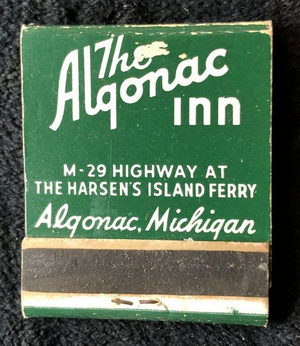 The
Algonac
inn
M-29 HIGHWAY AT
THE HARSEN'S ISLAND FERRY
Algonac, Michigan